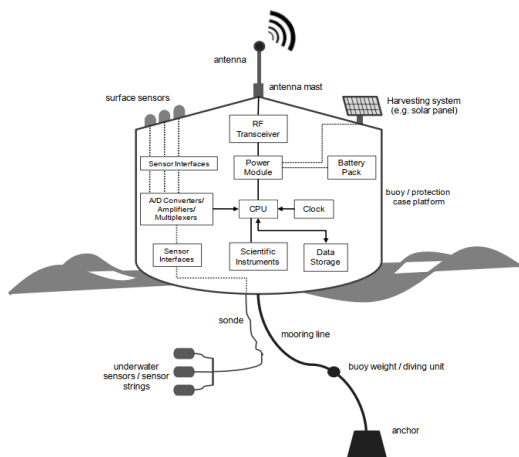 antenna
antenna mast
surface sensors
Harvesting system
(e.g. solar panel)
RF
Transceiver
Sensor Interfaces
Power
Module
Battery
Pack
buoy / protection
case platform
A/D Converters/
Amplifiers/
Multiplexers
CPU
Clock
Sensor
Interfaces
Scientific
Instruments
Data
Storage
sonde
mooring line
underwater
sensors / sensor
strings
buoy weight / diving unit
anchor